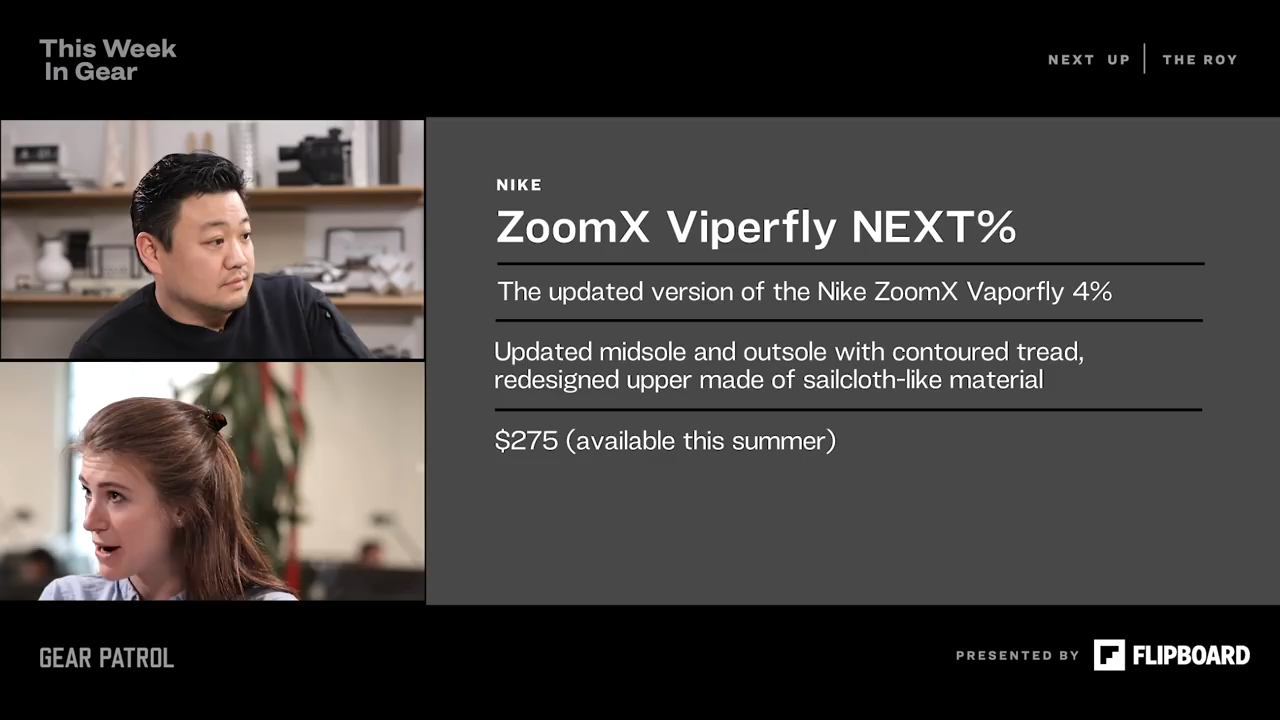 This Week
In Gear
NEXT UP | THE ROY
NIKE
ZoomX Viperfly NEXT%
The updated version of the Nike ZoomX Vaporfly 4%
Updated midsole and outsole with contoured tread,
redesigned upper made of sailcloth-like material
$275 (available this summer)
GEAR PATROL
PRESENTED BY FLIPBOARD